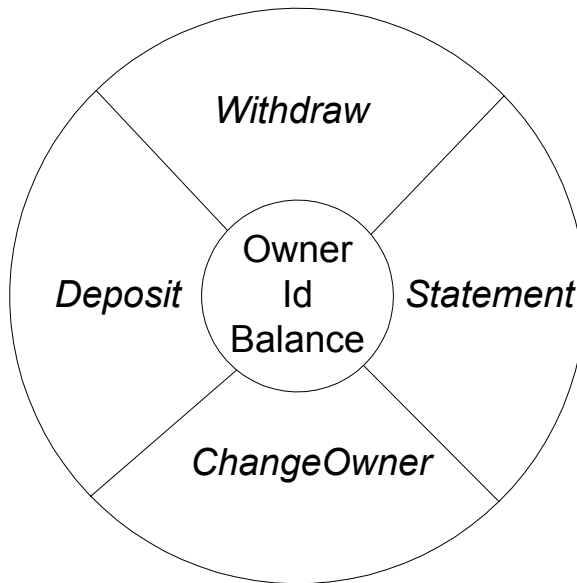 Withdraw
Owner
Id
Balance
Deposit
Statement
ChangeOwner